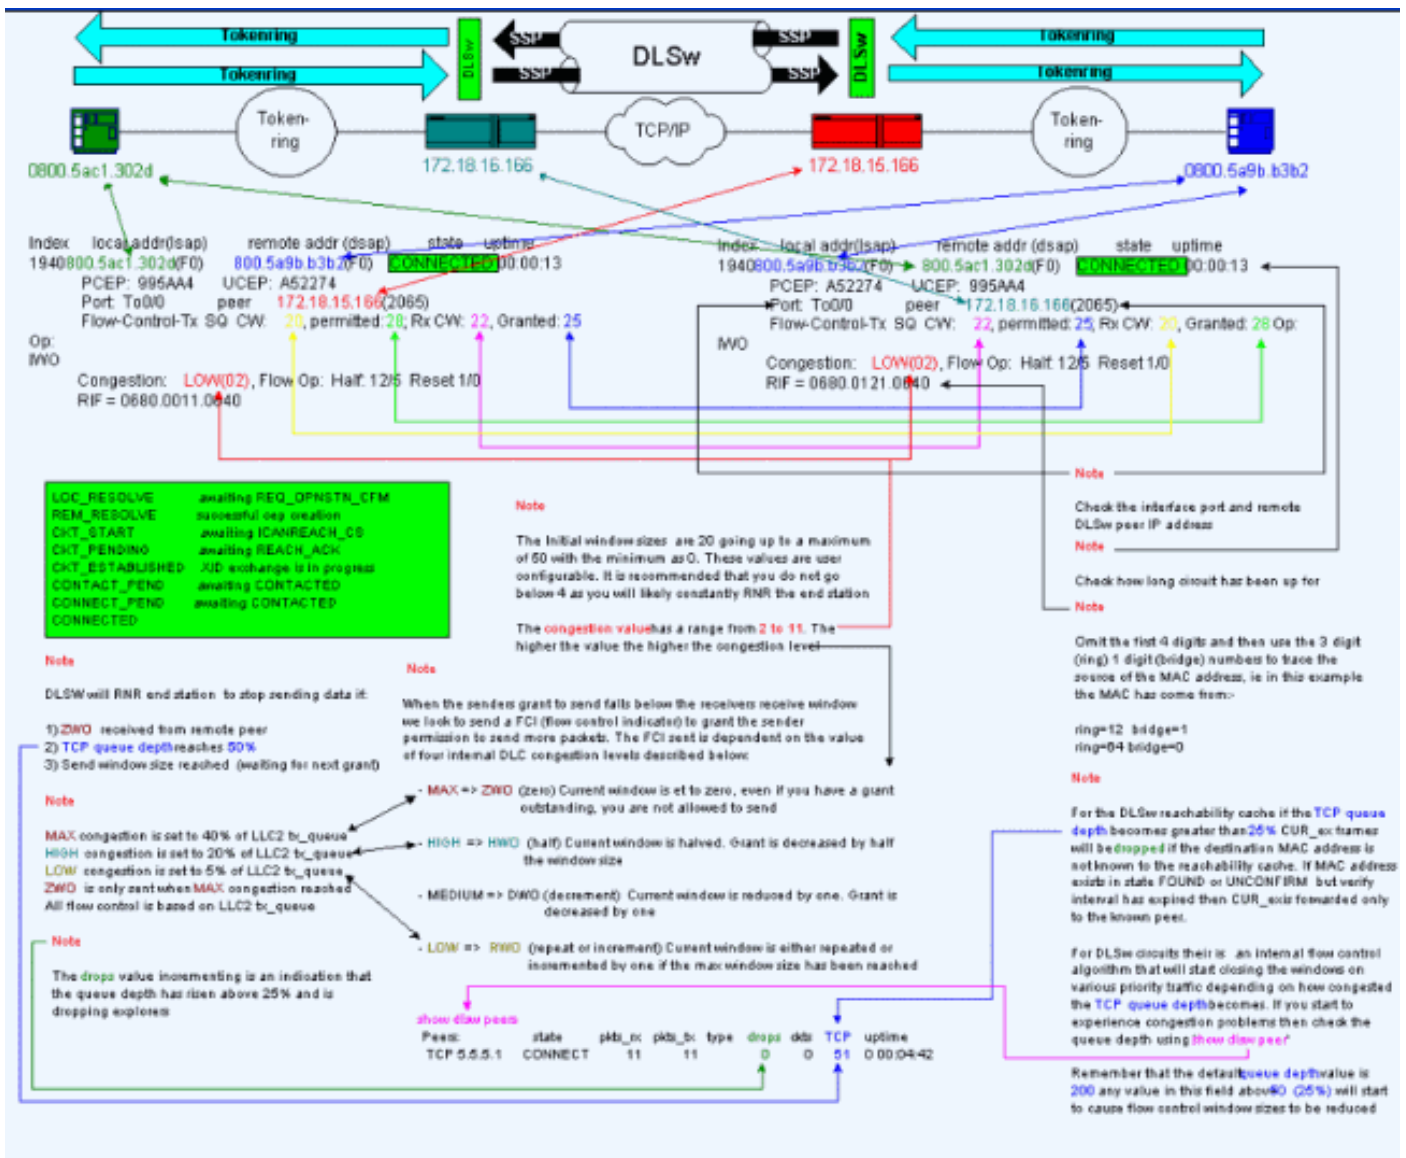 Tokenring
SSP
DLSw
DLSw
SSP
DLSw
Tokenring
Tokenring
SSP
SSP
Tokenring
Token-
ring
TCP/IP
Token-
ring
0800.5ac1.302d
172.18.16.166
172.18.15.166
0800.5a9b.b3b2
Index local addr(lsap) remote addr (dsap) state uptime
1940800.5ac1.302d(F0) 800.5a9b.b3b2(F0) CONNECTED 00:00:13
PCEP: 995AA4 UCEP: A52274
Port: To0/0 peer 172.18.15.166(2065)
Flow-Control-Tx SQ CW: 20, permitted:28; Rx CW: 22, Granted:25
Op:
IWO
Congestion: LOW(02), Flow Op: Half: 12/5 Reset 1/0
RIF = 0680.0011.0640
Index local addr(lsap) remote addr (dsap) state uptime
1940800.5a9b.b3b2(F0) 800.5ac1.302d(F0) CONNECTED 00:00:13
PCEP: A52274 UCEP: 995AA4
Port: To0/0 peer 172.18.16.166(2065)
Flow-Control-Tx SQ CW: 22, permitted: 25; Rx CW: 20, Granted: 28 Op:
IWO
Congestion: LOW(02), Flow Op: Half: 12/5 Reset 1/0
RIF = 0680.0121.0640
LOC_RESOLVE awaiting REQ_OPNSTN_CFM
REM_RESOLVE successful cep creation
CKT_START awaiting ICANREACH_CS
CKT_PENDING awaiting REACH_ACK
CKT_ESTABLISHED XID exchange is in progress
CONTACT_PEND awaiting CONTACTED
CONNECT_PEND awaiting CONTACTED
CONNECTED
Note
The Initial window sizes are 20 going up to a maximum
of 50 with the minimum as 0. These values are user
configurable. It is recommended that you do not go
below 4 as you will likely constantly RNR the end station
The congestion value has a range from 2 to 11. The
higher the value the higher the congestion level
Note
Check the interface port and remote
DLSw peer IP address
Note
Check how long circuit has been up for
Note
Omit the first 4 digits and then use the 3 digit
(ring) 1 digit (bridge) numbers to trace the
source of the MAC address, ie in this example
the MAC has come from:-
ring=12 bridge=1
ring=64 bridge=0
Note
DLSW will RNR end station to stop sending data if:
1) ZWO received from remote peer
2) TCP queue depth reaches 50%
3) Send window size reached (waiting for next grant)
Note
MAX congestion is set to 40% of LLC2 tx_queue
HIGH congestion is set to 20% of LLC2 tx_queue
LOW congestion is set to 5% of LLC2 tx_queue
ZWO is only sent when MAX congestion reached
All flow control is based on LLC2 tx_queue
Note
The drops value incrementing is an indication that
the queue depth has risen above 25% and is
dropping explorers
Note
When the senders grant to send falls below the receivers receive window
we look to send a FCI (flow control indicator) to grant the sender
permission to send more packets. The FCI sent is dependent on the value
of four internal DLC congestion levels described below:
- MAX => ZWO (zero) Current window is et to zero, even if you have a grant
outstanding, you are not allowed to send
- HIGH => HWO (half) Current window is halved. Grant is decreased by half
the window size
- MEDIUM => DWO (decrement) Current window is reduced by one. Grant is
decreased by one
- LOW => RWO (repeat or increment) Current window is either repeated or
incremented by one if the max window size has been reached
show dlsw peers
Peers: state pkts_rx pkts_tx type drops ckts TCP uptime
TCP 5.5.5.1 CONNECT 11 11 0 0 51 0 00:04:42
Note
For the DLSw reachability cache if the TCP queue
depth becomes greater than 25% CUR_ex frames
will be dropped if the destination MAC address is
not known to the reachability cache. If MAC address
exists in state FOUND or UNCONFIRM but verify
interval has expired then CUR_ex is forwarded only
to the known peer.
For DLSw circuits their is an internal flow control
algorithm that will start closing the windows on
various priority traffic depending on how congested
the TCP queue depth becomes. If you start to
experience congestion problems then check the
queue depth using "show dlsw peer"
Remember that the default queue depth value is
200 any value in this field above 50 (25%) will start
to cause flow control window sizes to be reduced